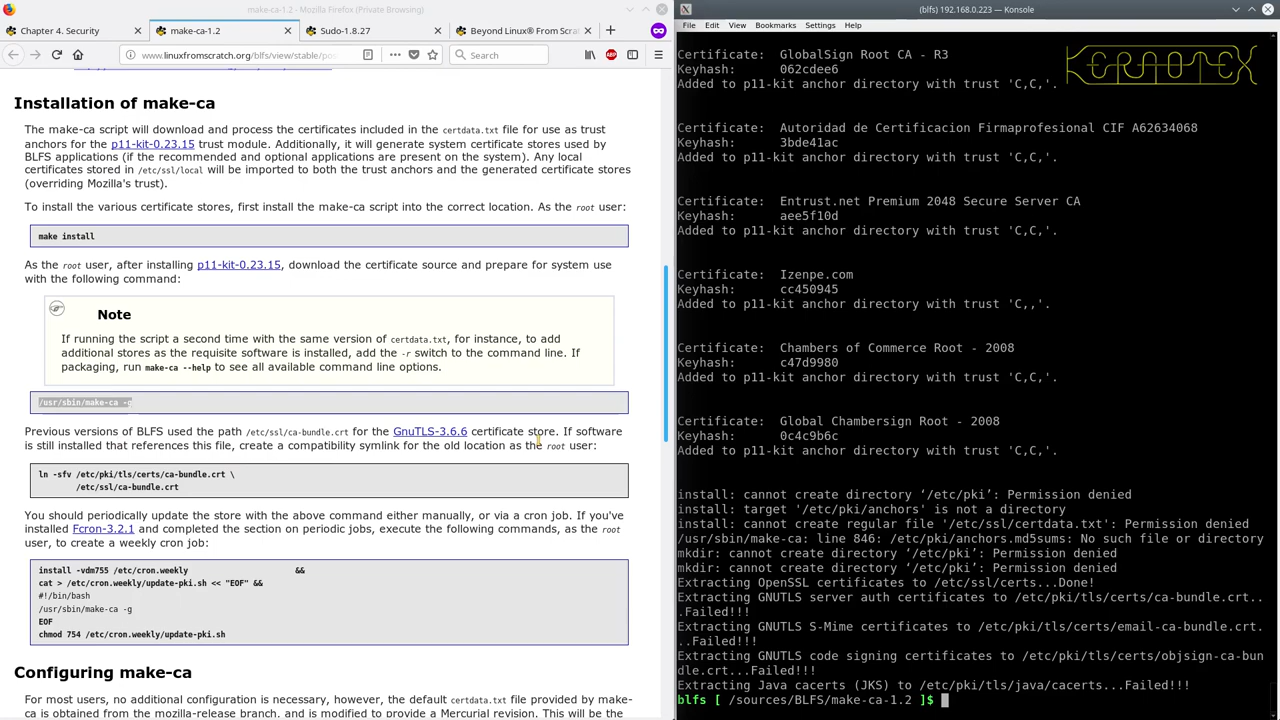 make-ca-1.2 - Mozilla Firefox (Private Browsing)
Chapter 4. Security
make-ca-1.2
Sudo-1.8.27
Beyond Linux® From Scra
www.linuxfromscratch.org/blfs/view/stable/pos
Search
Installation of make-ca
The make-ca script will download and process the certificates included in the certdata.txt file for use as trust
anchors for the p11-kit-0.23.15 trust module. Additionally, it will generate system certificate stores used by
BLFS applications (if the recommended and optional applications are present on the system). Any local
certificates stored in /etc/ssl/local will be imported to both the trust anchors and the generated certificate stores
(overriding Mozilla's trust).
To install the various certificate stores, first install the make-ca script into the correct location. As the root user:
make install
As the root user, after installing p11-kit-0.23.15, download the certificate source and prepare for system use
with the following command:
Note
If running the script a second time with the same version of certdata.txt, for instance, to add
additional stores as the requisite software is installed, add the -r switch to the command line. If
packaging, run make-ca --help to see all available command line options.
/usr/sbin/make-ca -g
Previous versions of BLFS used the path /etc/ssl/ca-bundle.crt for the GnuTLS-3.6.6 certificate store. If software
is still installed that references this file, create a compatibility symlink for the old location as the root user:
ln -sfv /etc/pki/tls/certs/ca-bundle.crt \
/etc/ssl/ca-bundle.crt
You should periodically update the store with the above command either manually, or via a cron job. If you've
installed Fcron-3.2.1 and completed the section on periodic jobs, execute the following commands, as the root
user, to create a weekly cron job:
install -vdm755 /etc/cron.weekly &&
cat > /etc/cron.weekly/update-pki.sh << "EOF" &&
#!/bin/bash
/usr/sbin/make-ca -g
EOF
chmod 754 /etc/cron.weekly/update-pki.sh
Configuring make-ca
For most users, no additional configuration is necessary, however, the default certdata.txt file provided by make-
ca is obtained from the mozilla-release branch, and is modified to provide a Mercurial revision. This will be the
(blfs) 192.168.0.223 — Konsole
File Edit View Bookmarks Settings Help
KERNOTEX
Certificate: GlobalSign Root CA - R3
Keyhash: 062cdee6
Added to p11-kit anchor directory with trust 'C,C,'.
Certificate: Autoridad de Certificacion Firmaprofesional CIF A62634068
Keyhash: 3bde41ac
Added to p11-kit anchor directory with trust 'C,C,'.
Certificate: Entrust.net Premium 2048 Secure Server CA
Keyhash: aee5f10d
Added to p11-kit anchor directory with trust 'C,C,'.
Certificate: Izenpe.com
Keyhash: cc450945
Added to p11-kit anchor directory with trust 'C,,'.
Certificate: Chambers of Commerce Root - 2008
Keyhash: c47d9980
Added to p11-kit anchor directory with trust 'C,C,'.
Certificate: Global Chambersign Root - 2008
Keyhash: 0c4c9b6c
Added to p11-kit anchor directory with trust 'C,C,'.
install: cannot create directory ‘/etc/pki’: Permission denied
install: target '/etc/pki/anchors' is not a directory
install: cannot create regular file '/etc/ssl/certdata.txt': Permission denied
/usr/sbin/make-ca: line 846: /etc/pki/anchors.md5sums: No such file or directory
mkdir: cannot create directory ‘/etc/pki’: Permission denied
mkdir: cannot create directory ‘/etc/pki’: Permission denied
Extracting OpenSSL certificates to /etc/ssl/certs...Done!
Extracting GNUTLS server auth certificates to /etc/pki/tls/certs/ca-bundle.crt..
.Failed!!!
Extracting GNUTLS S-Mime certificates to /etc/pki/tls/certs/email-ca-bundle.crt.
..Failed!!!
Extracting GNUTLS code signing certificates to /etc/pki/tls/certs/objsign-ca-bun
dle.crt...Failed!!!
Extracting Java cacerts (JKS) to /etc/pki/tls/java/cacerts...Failed!!!
blfs [ /sources/BLFS/make-ca-1.2 ]$